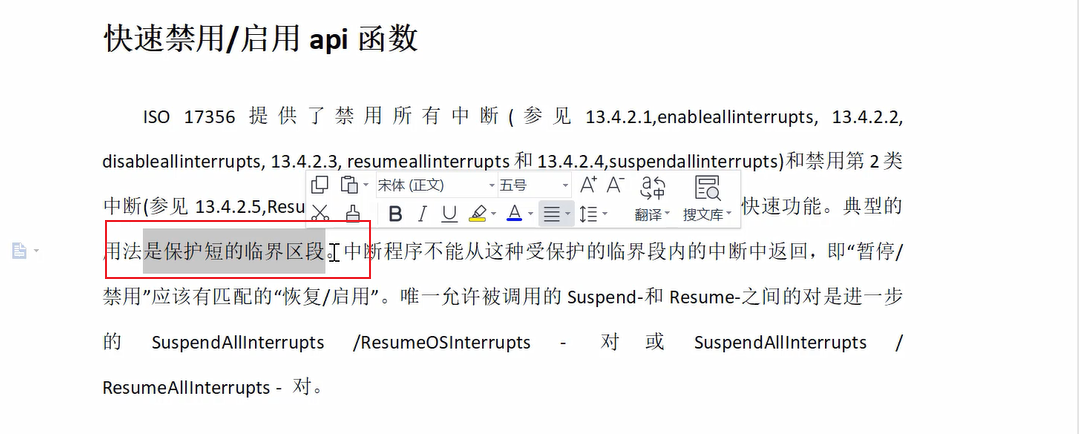 快速禁用/启用 api 函数
ISO 17356 提供了禁用所有中断(参见 13.4.2.1,enableallinterrupts, 13.4.2.2,
disableallinterrupts, 13.4.2.3, resumeallinterrupts 和 13.4.2.4,suspendallinterrupts)和禁用第 2 类
宋体 (正文) 五号 A+ A-
中断(参见 13.4.2.5,Resu 快速功能。典型的
B I U A 翻译 搜文库
用法是保护短的临界区段。中断程序不能从这种受保护的临界段内的中断中返回，即“暂停/
禁用”应该有匹配的“恢复/启用”。唯一允许被调用的 Suspend-和 Resume-之间的对是进一步
的 SuspendAllInterrupts /ResumeOSInterrupts - 对或 SuspendAllInterrupts /
ResumeAllInterrupts - 对。